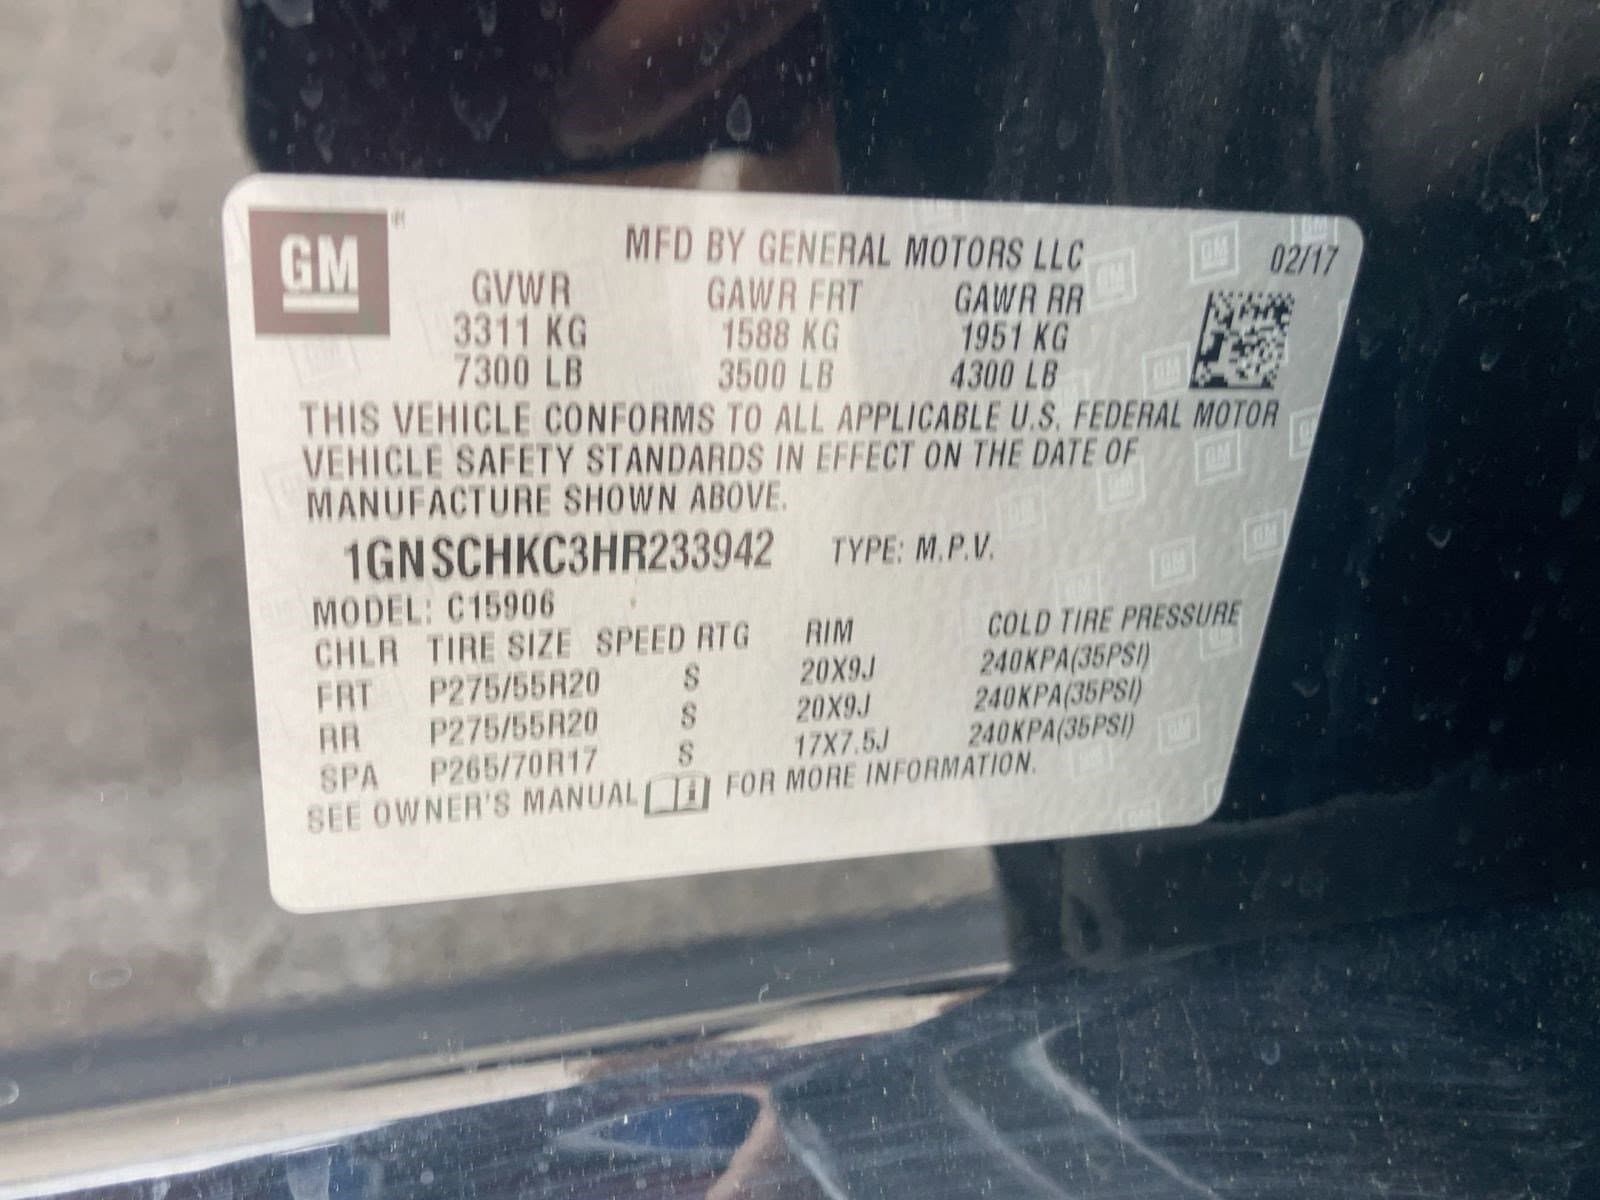 GM
MFD BY GENERAL MOTORS LLC 02/17
GVWR GAWR FRT GAWR RR
3311 KG 1588 KG 1951 KG
7300 LB 3500 LB 4300 LB
THIS VEHICLE CONFORMS TO ALL APPLICABLE U.S. FEDERAL MOTOR
VEHICLE SAFETY STANDARDS IN EFFECT ON THE DATE OF
MANUFACTURE SHOWN ABOVE.
1GNSCHKC3HR233942 TYPE: M.P.V.
MODEL: C15906
CHLR TIRE SIZE SPEED RTG RIM COLD TIRE PRESSURE
FRT P275/55R20 S 20X9J 240KPA(35PSI)
RR P275/55R20 S 20X9J 240KPA(35PSI)
SPA P265/70R17 S 17X7.5J 240KPA(35PSI)
SEE OWNER'S MANUAL FOR MORE INFORMATION.